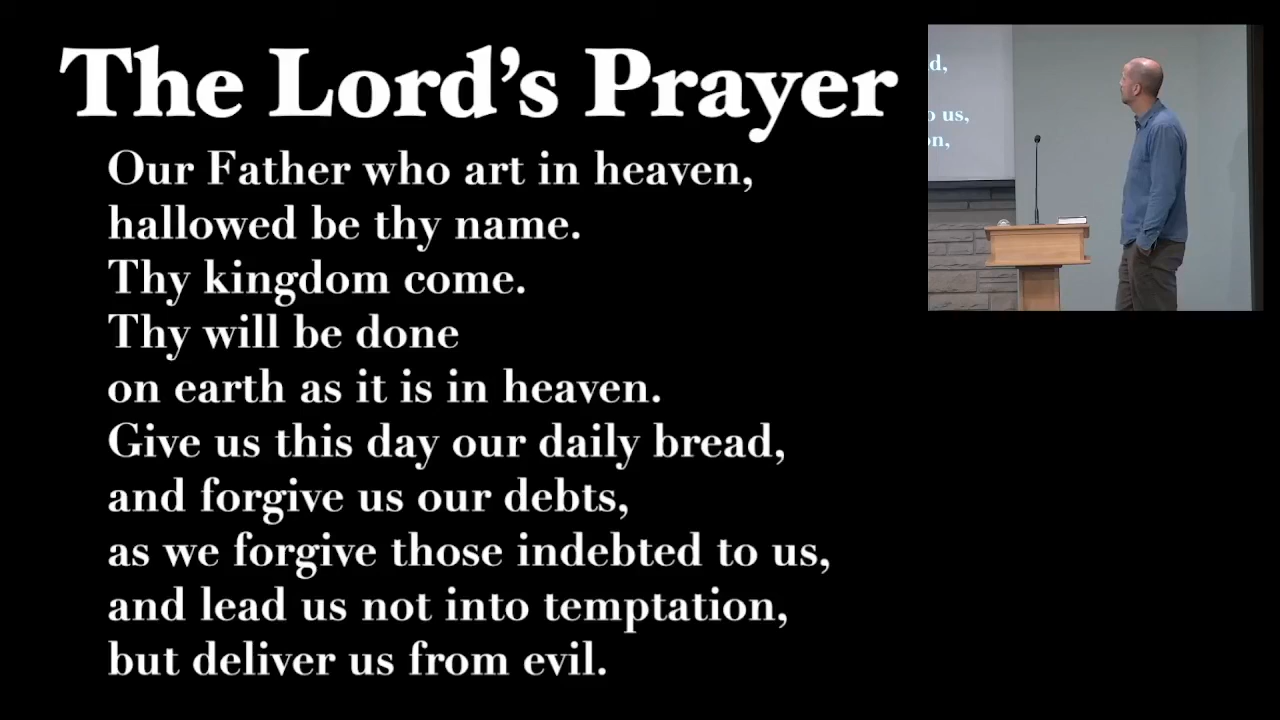 The Lord's Prayer
Our Father who art in heaven,
hallowed be thy name.
Thy kingdom come.
Thy will be done
on earth as it is in heaven.
Give us this day our daily bread,
and forgive us our debts,
as we forgive those indebted to us,
and lead us not into temptation,
but deliver us from evil.
us,